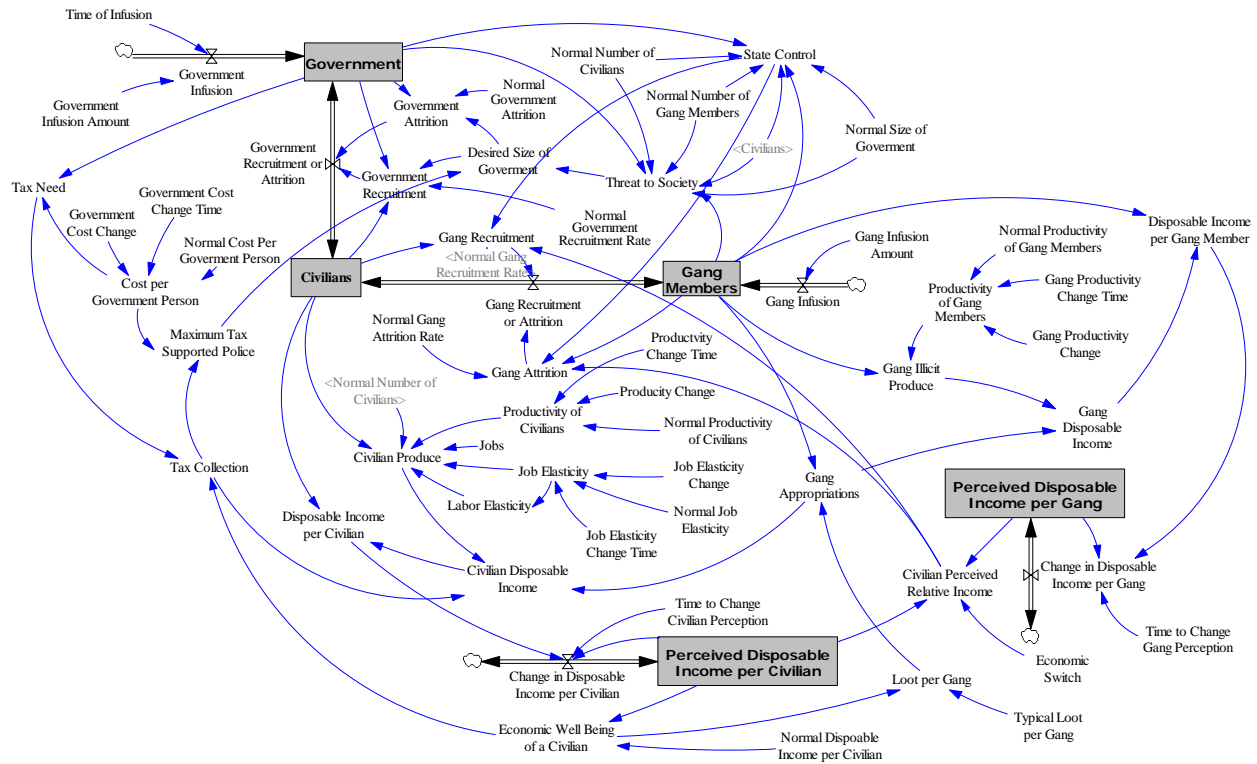 Time of Infusion
Government
Government
Infusion
Government
Infusion Amount
Normal Number of
Civilians
State Control
Normal
Government
Attrition
Government
Attrition
Normal Number of
Gang Members
Normal Size of
Goverment
<Civilians>
Government
Recruitment or
Attrition
Desired Size of
Goverment
Government
Recruitment
Threat to Society
Tax Need
Government Cost
Change Time
Government
Cost Change
Normal Cost Per
Goverment Person
Cost per
Government Person
Normal
Government
Recruitment Rate
Gang Recruitment
<Normal Gang
Recruitment Rate>
Civilians
Gang
Members
Gang Infusion
Amount
Gang Infusion
Disposable Income
per Gang Member
Normal Productivity
of Gang Members
Productivity
of Gang
Members
Gang Productivity
Change Time
Gang Productivity
Change
Gang Recruitment
or Attrition
Normal Gang
Attrition Rate
Maximum Tax
Supported Police
Productvity
Change Time
Gang Attrition
Gang Illicit
Produce
<Normal Number of
Civilians>
Producity Change
Productivity of
Civilians
Normal Productivity
of Civilians
Gang
Disposable
Income
Jobs
Civilian Produce
Tax Collection
Job Elasticity
Job Elasticity
Change
Labor Elasticity
Normal Job
Elasticity
Job Elasticity
Change Time
Gang
Appropriations
Perceived Disposable
Income per Gang
Disposable Income
per Civilian
Civilian Disposable
Income
Civilian Perceived
Relative Income
Change in Disposable
Income per Gang
Time to Change
Civilian Perception
Time to Change
Gang Perception
Perceived Disposable
Income per Civilian
Change in Disposable
Income per Civilian
Economic
Switch
Loot per Gang
Typical Loot
per Gang
Economic Well Being
of a Civilian
Normal Dispoable
Income per Civilian